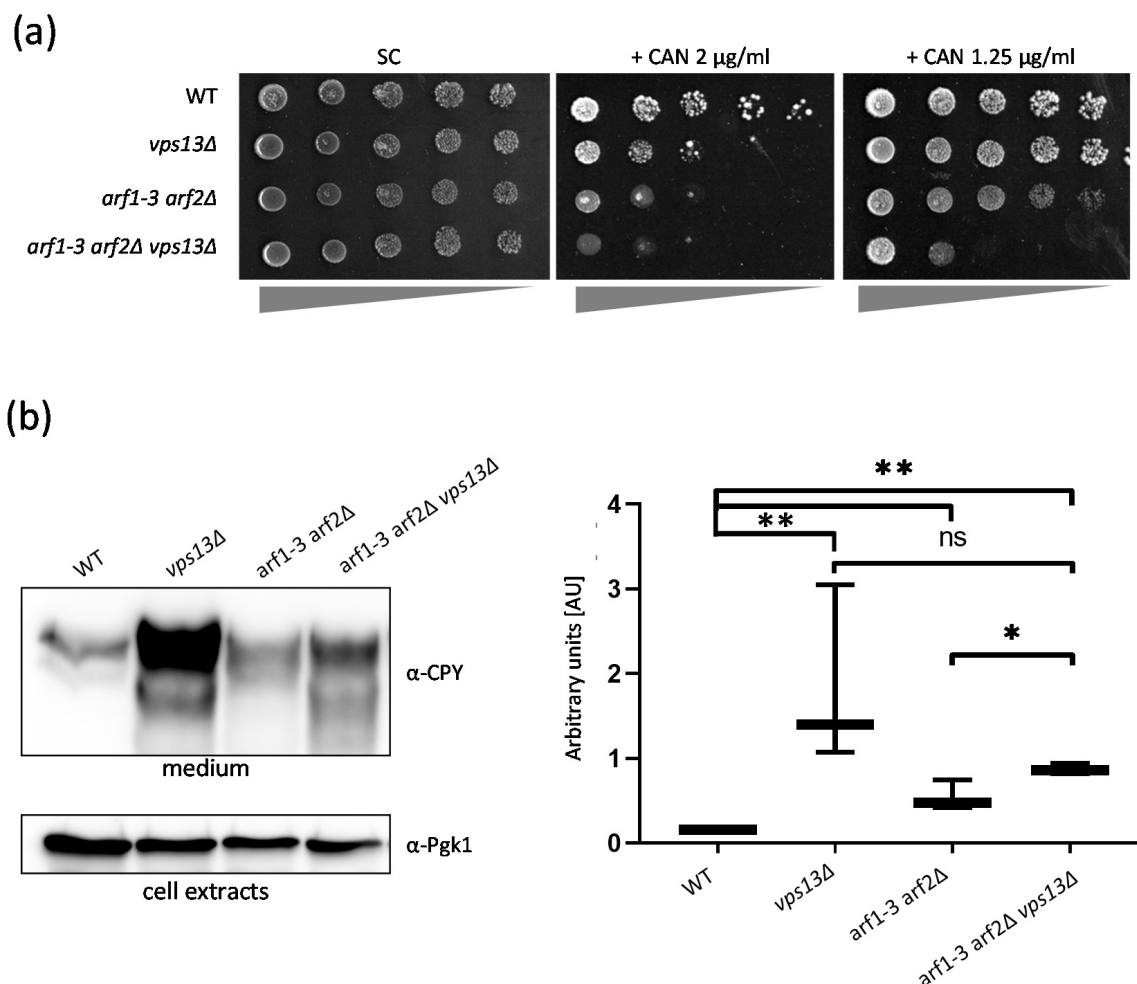 (a)
SC
+ CAN 2 µg/ml
+ CAN 1.25 µg/ml
WT
vps13Δ
arf1-3 arf2Δ
arf1-3 arf2Δ vps13Δ
(b)
WT
vps13Δ
arf1-3 arf2Δ
arf1-3 arf2Δ vps13Δ
α-CPY
medium
α-Pgk1
cell extracts
Arbitrary units [AU]
4
3
2
1
0
**
**
ns
*
WT
vps13Δ
arf1-3 arf2Δ
arf1-3 arf2Δ vps13Δ